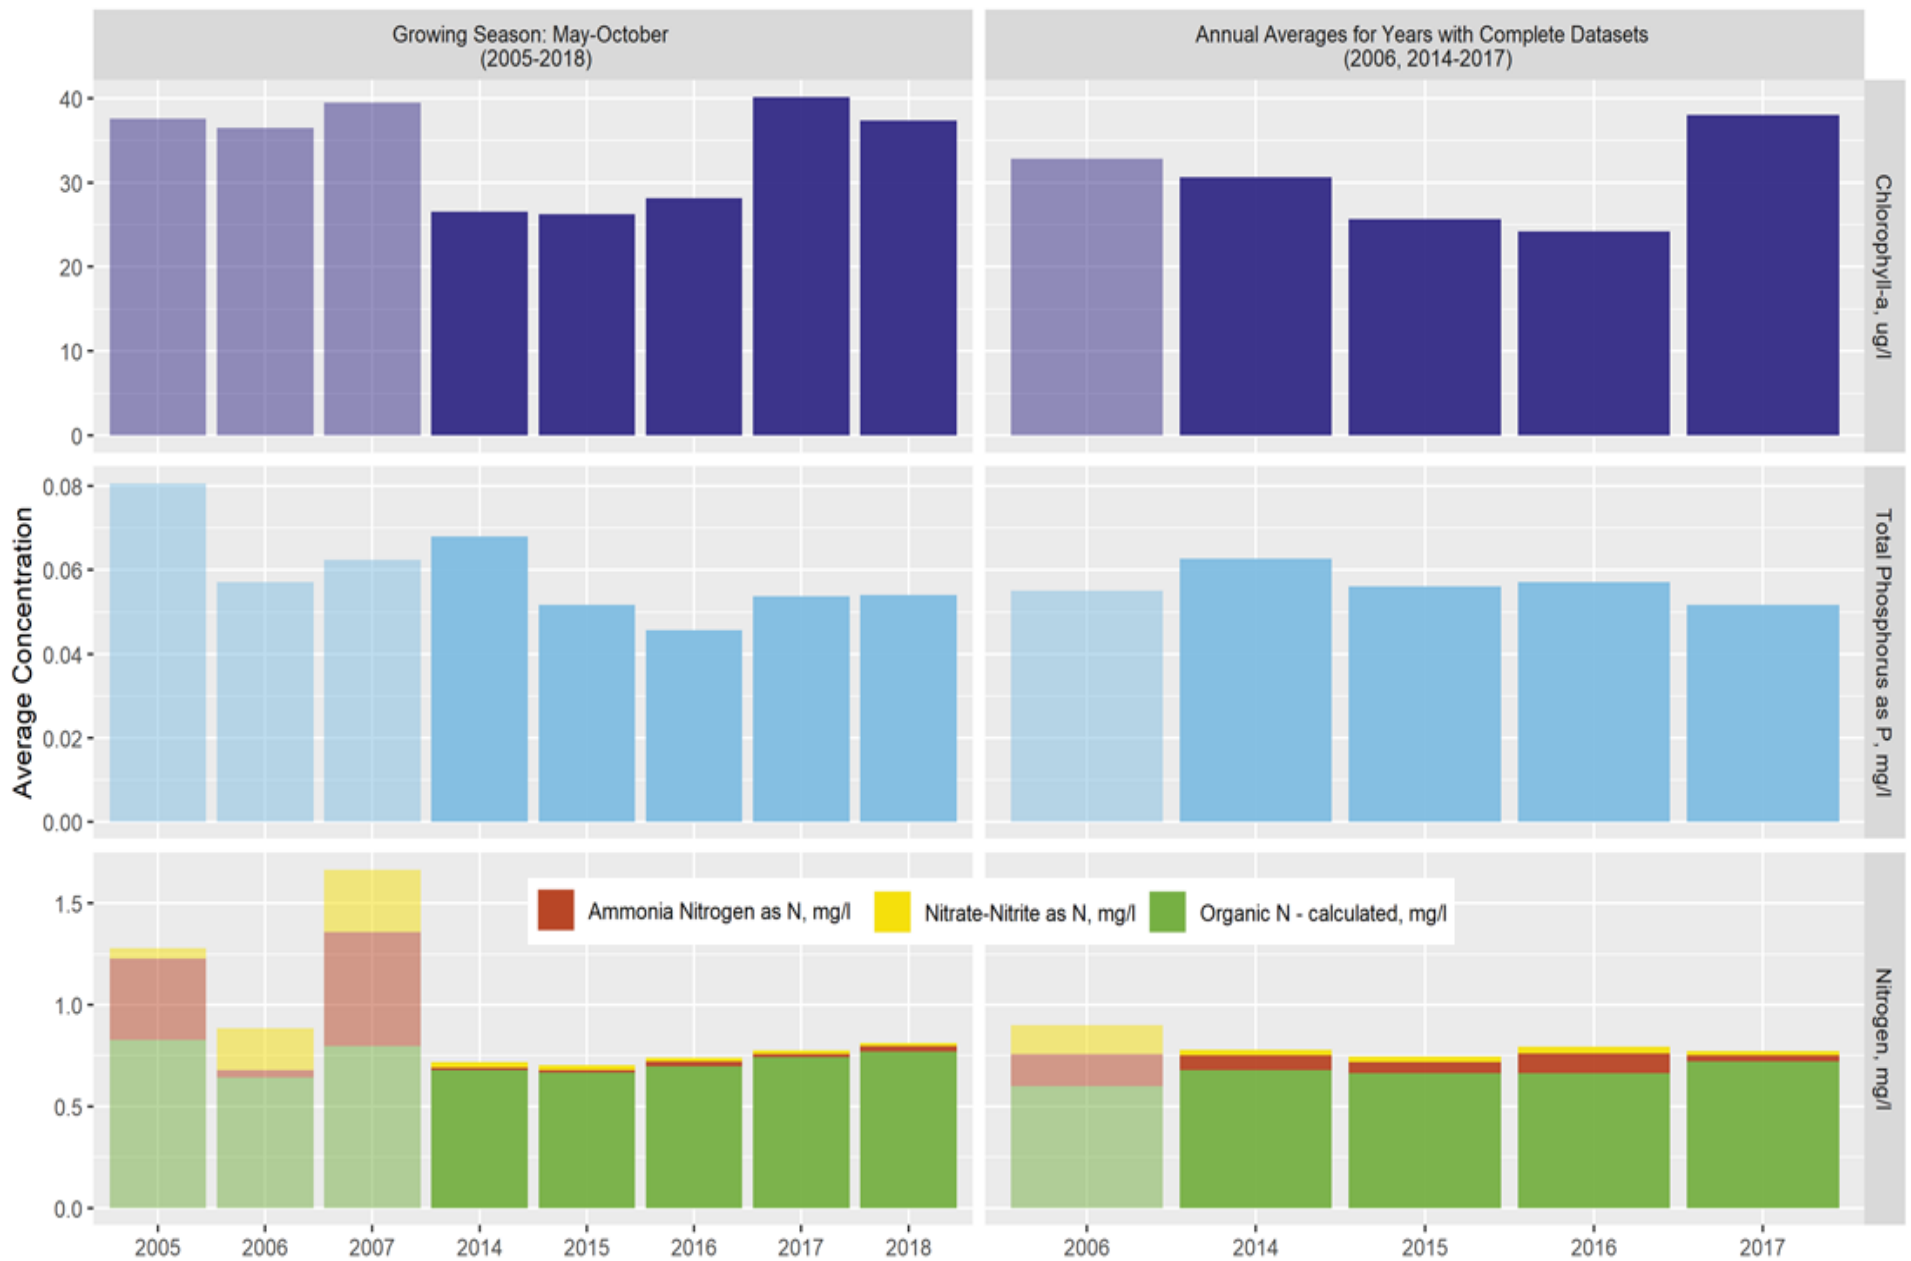 Growing Season: May-October
(2005-2018)
Annual Averages for Years with Complete Datasets
(2006, 2014-2017)
Average Concentration
40
30
20
10
0
Chlorophyll-a, ug/l
0.08
0.06
0.04
0.02
0.00
Total Phosphorus as P, mg/l
1.5
1.0
0.5
0.0
Ammonia Nitrogen as N, mg/l
Nitrate-Nitrite as N, mg/l
Organic N - calculated, mg/l
Nitrogen, mg/l
2005 2006 2007 2014 2015 2016 2017 2018
2006 2014 2015 2016 2017